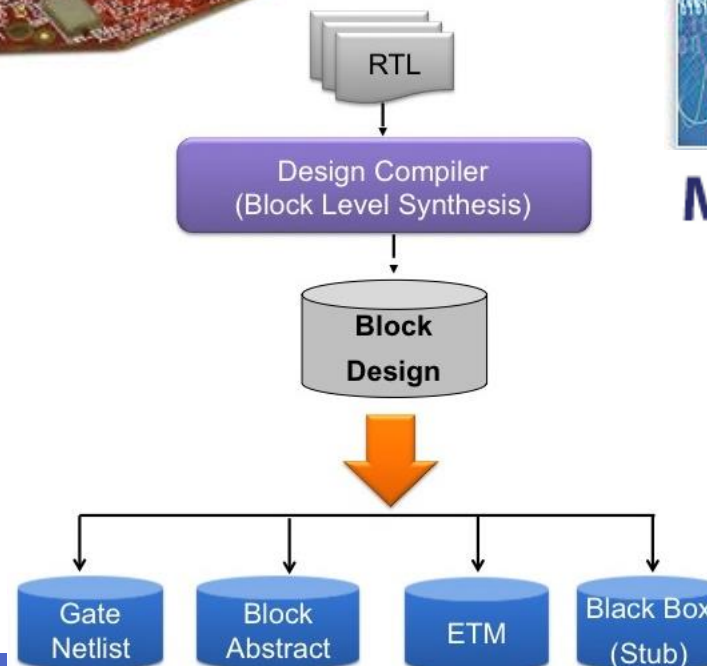 RTL
Design Compiler
(Block Level Synthesis)
Block
Design
Gate
Netlist
Block
Abstract
ETM
Black Box
(Stub)